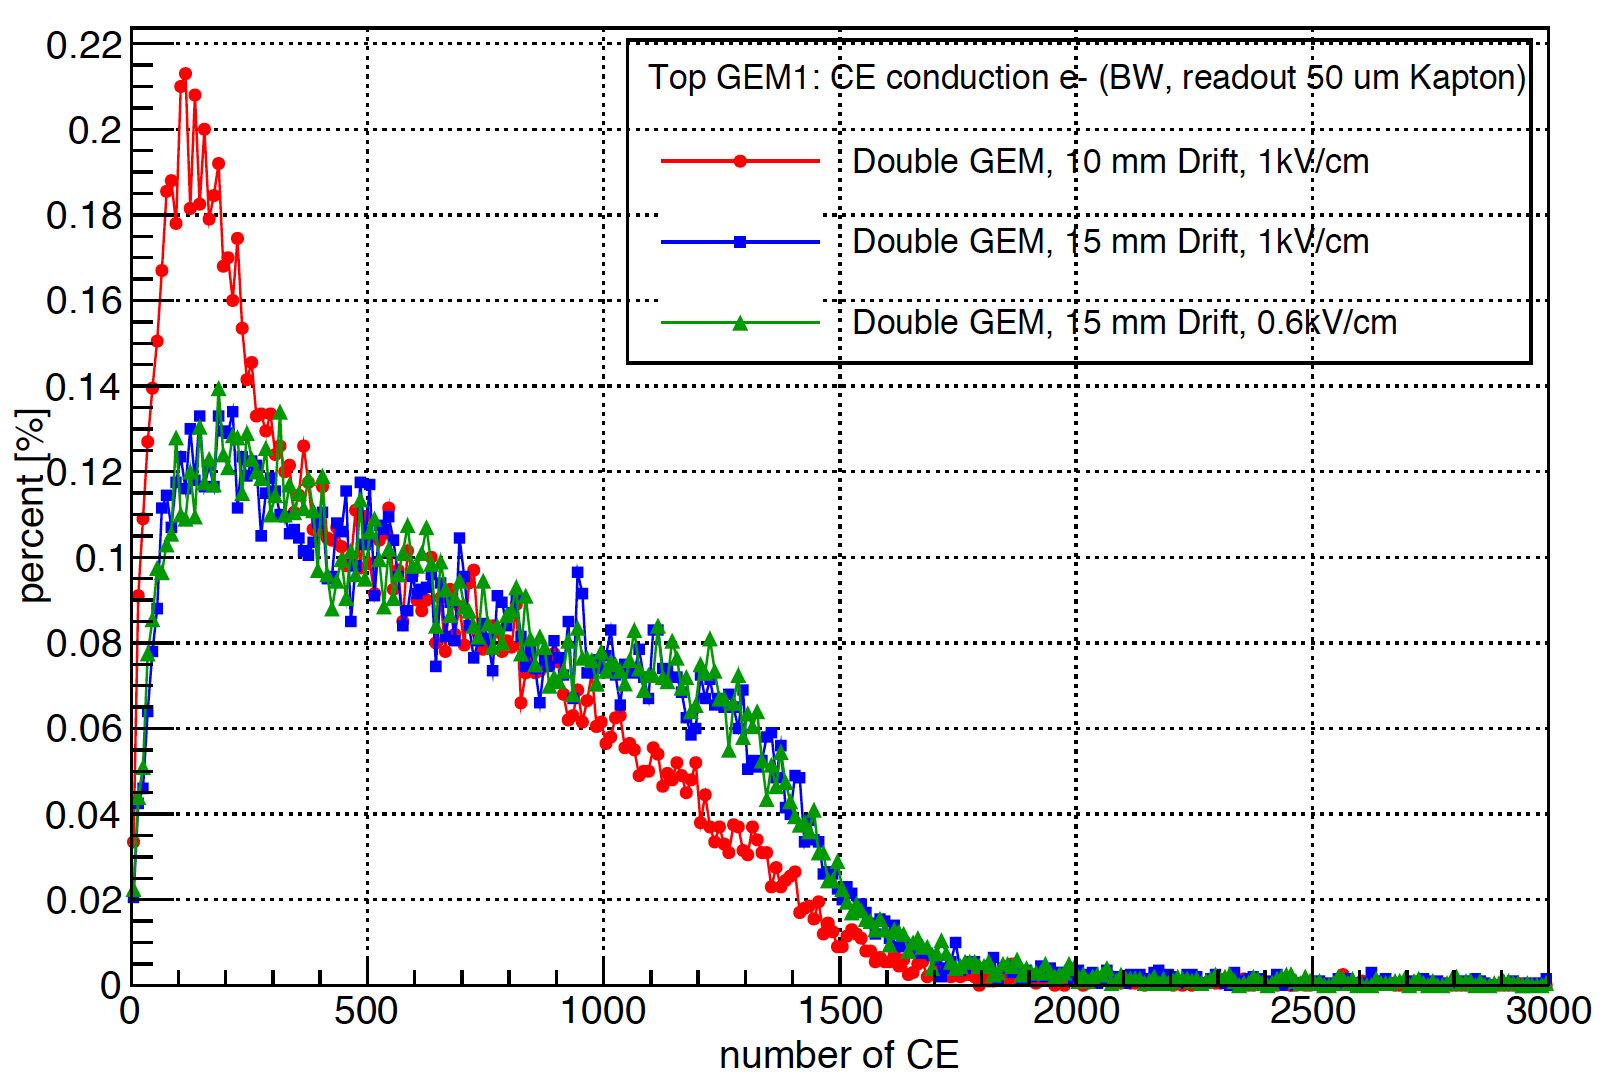 0.22
0.2
0.18
0.16
0.14
0.12
0.1
0.08
0.06
0.04
0.02
0
percent [%]
Top GEM1: CE conduction e- (BW, readout 50 um Kapton)
Double GEM, 10 mm Drift, 1kV/cm
Double GEM, 15 mm Drift, 1kV/cm
Double GEM, 15 mm Drift, 0.6kV/cm
0 500 1000 1500 2000 2500 3000
number of CE